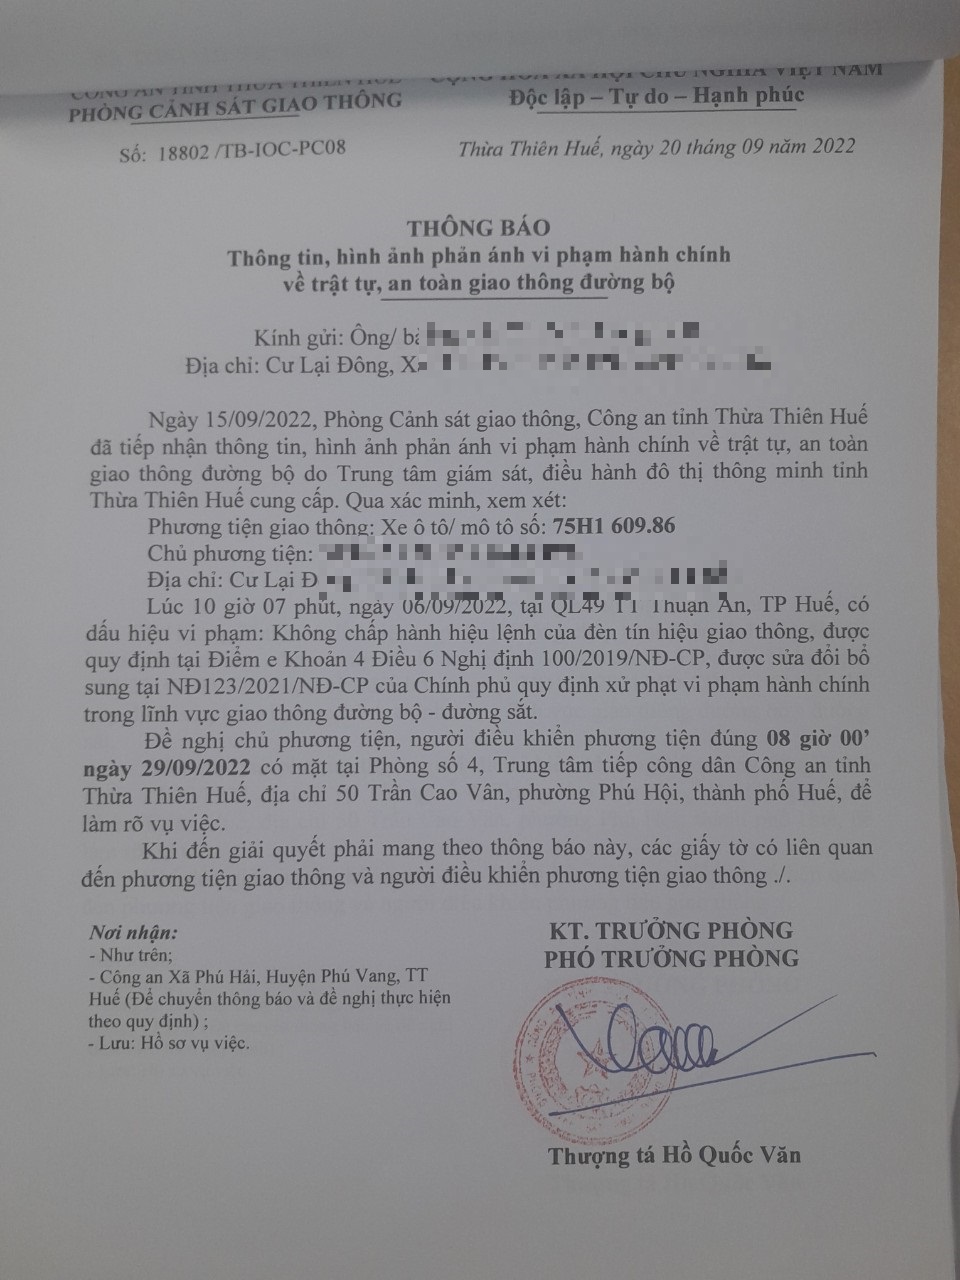 CÔNG AN TỈNH THỪA THIÊN HUẾ
CỘNG HÒA XÃ HỘI CHỦ NGHĨA VIỆT NAM
PHÒNG CẢNH SÁT GIAO THÔNG
Độc lập – Tự do – Hạnh phúc
Số: 18802 /TB-IOC-PC08
Thừa Thiên Huế, ngày 20 tháng 09 năm 2022
THÔNG BÁO
Thông tin, hình ảnh phản ánh vi phạm hành chính
về trật tự, an toàn giao thông đường bộ
Kính gửi: Ông/ bà
Địa chỉ: Cư Lại Đông,
Ngày 15/09/2022, Phòng Cảnh sát giao thông, Công an tỉnh Thừa Thiên Huế
đã tiếp nhận thông tin, hình ảnh phản ánh vi phạm hành chính về trật tự, an toàn
giao thông đường bộ do Trung tâm giám sát, điều hành đô thị thông minh tỉnh
Thừa Thiên Huế cung cấp. Qua xác minh, xem xét:
Phương tiện giao thông: Xe ô tô/ mô tô số: 75H1 609.86
Chủ phương tiện:
Địa chỉ: Cư Lại Đ
Lúc 10 giờ 07 phút, ngày 06/09/2022, tại QL49 TT Thuận An, TP Huế, có
dấu hiệu vi phạm: Không chấp hành hiệu lệnh của đèn tín hiệu giao thông, được
quy định tại Điểm e Khoản 4 Điều 6 Nghị định 100/2019/NĐ-CP, được sửa đổi bổ
sung tại NĐ123/2021/NĐ-CP của Chính phủ quy định xử phạt vi phạm hành chính
trong lĩnh vực giao thông đường bộ - đường sắt.
Đề nghị chủ phương tiện, người điều khiển phương tiện đúng 08 giờ 00’
ngày 29/09/2022 có mặt tại Phòng số 4, Trung tâm tiếp công dân Công an tỉnh
Thừa Thiên Huế, địa chỉ 50 Trần Cao Vân, phường Phú Hội, thành phố Huế, để
làm rõ vụ việc.
Khi đến giải quyết phải mang theo thông báo này, các giấy tờ có liên quan
đến phương tiện giao thông và người điều khiển phương tiện giao thông ./.
Nơi nhận:
- Như trên;
- Công an Xã Phú Hải, Huyện Phú Vang, TT
Huế (Để chuyển thông báo và đề nghị thực hiện
theo quy định) ;
- Lưu: Hồ sơ vụ việc.
KT. TRƯỞNG PHÒNG
PHÓ TRƯỞNG PHÒNG
Thượng tá Hồ Quốc Văn